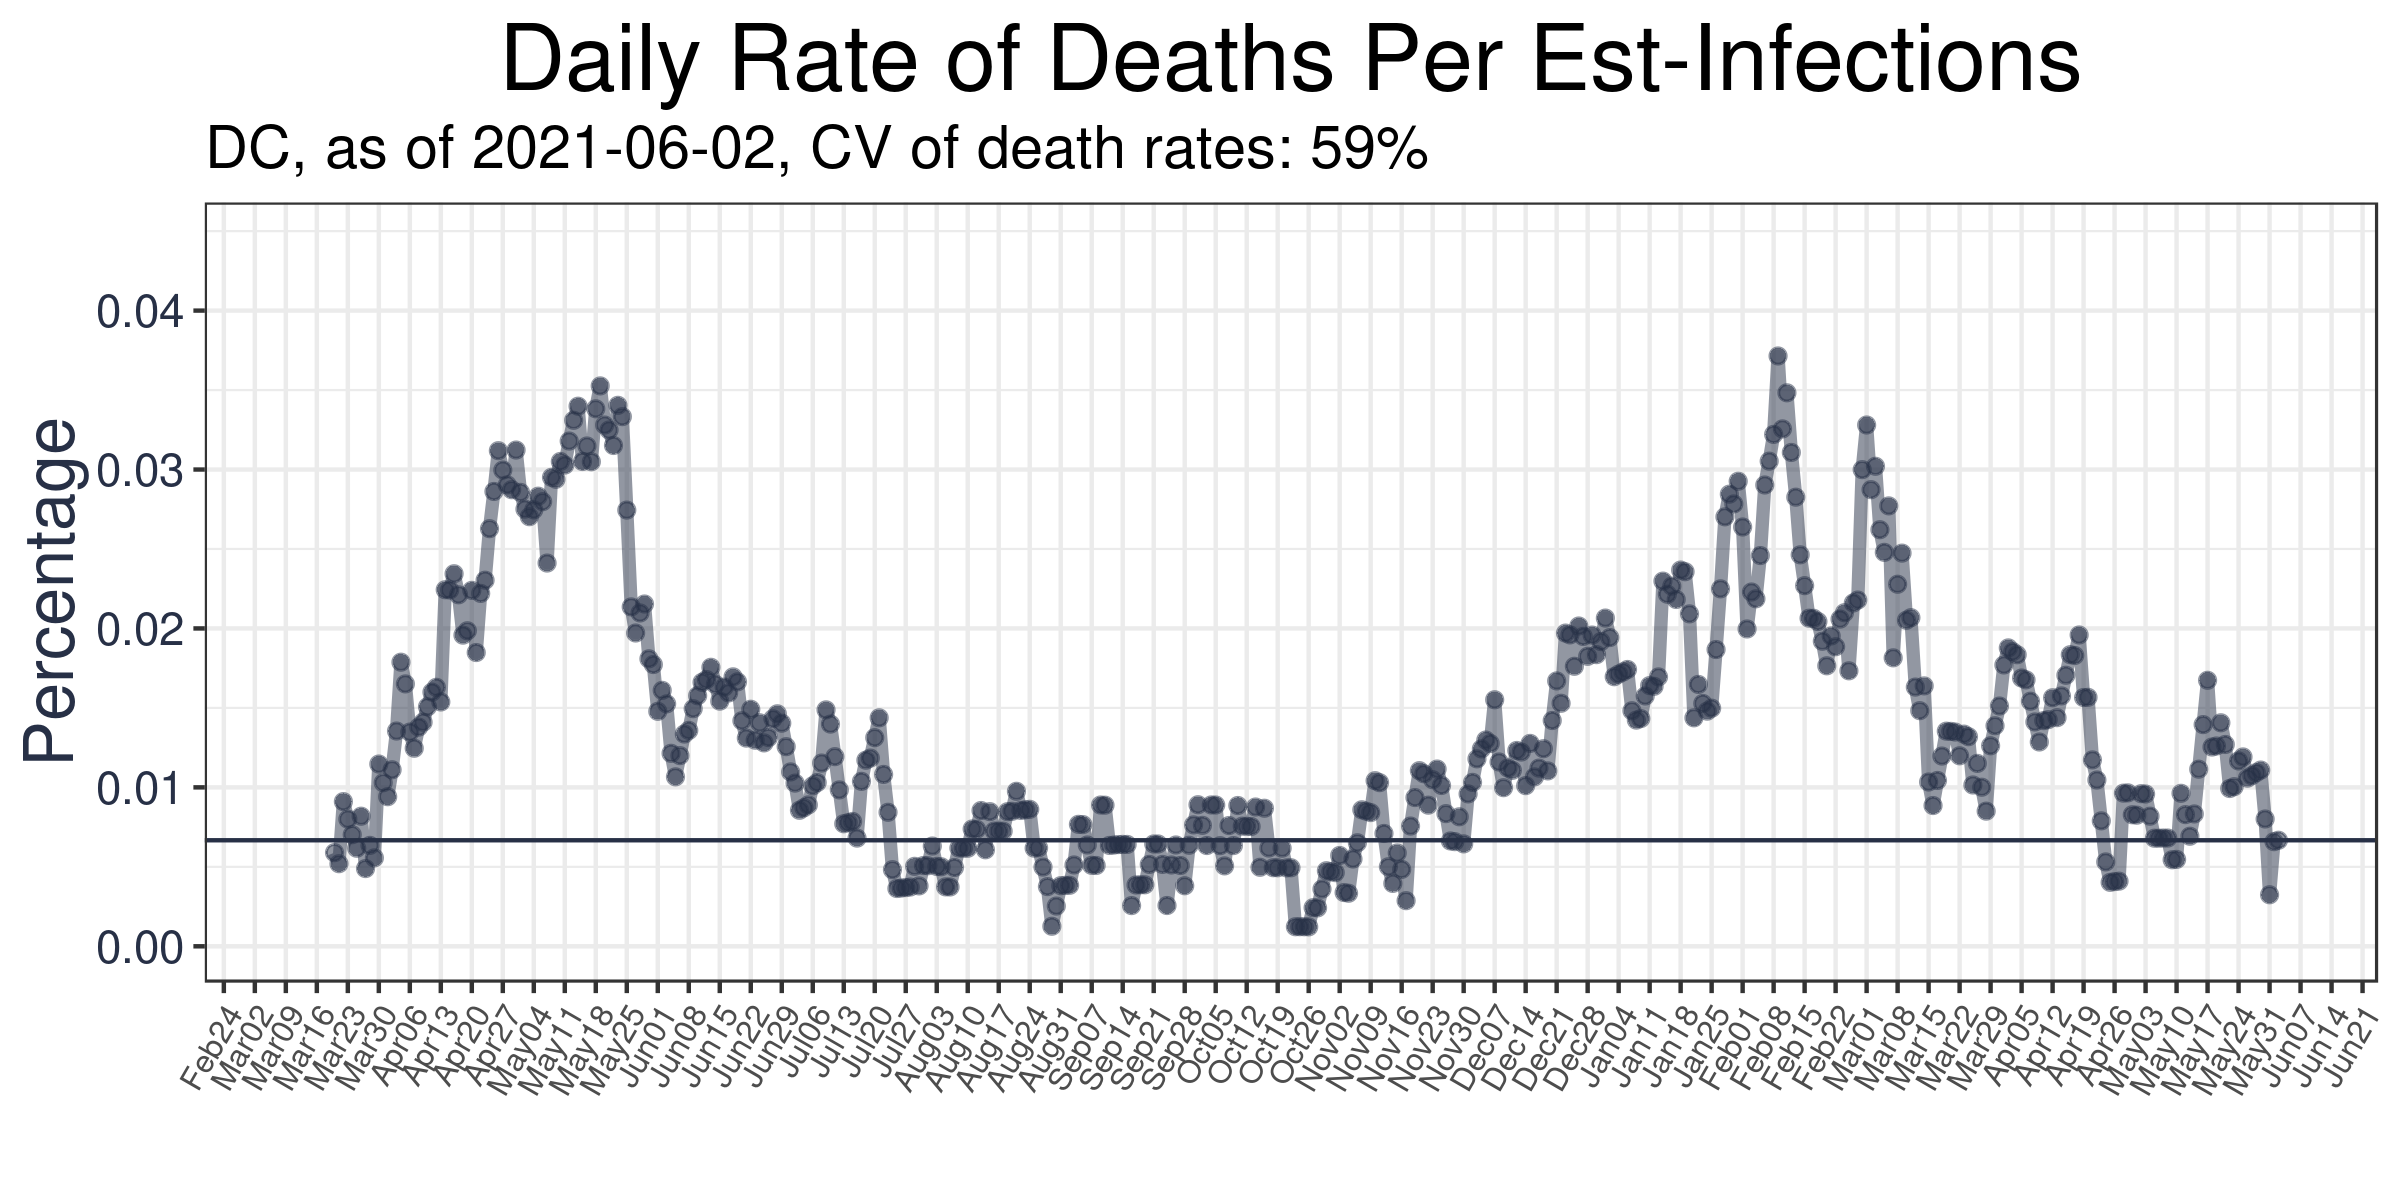 Daily Rate of Deaths Per Est-Infections
DC, as of 2021-06-02, CV of death rates: 59%
Percentage
0.04
0.03
0.02
0.01
0.00
Feb24
Mar02
Mar09
Mar16
Mar23
Mar30
Apr06
Apr13
Apr20
Apr27
May04
May11
May18
May25
Jun01
Jun08
Jun15
Jun22
Jun29
Jul06
Jul13
Jul20
Jul27
Aug03
Aug10
Aug17
Aug24
Aug31
Sep07
Sep14
Sep21
Sep28
Oct05
Oct12
Oct19
Oct26
Nov02
Nov09
Nov16
Nov23
Nov30
Dec07
Dec14
Dec21
Dec28
Jan04
Jan11
Jan18
Jan25
Feb01
Feb08
Feb15
Feb22
Mar01
Mar08
Mar15
Mar22
Mar29
Apr05
Apr12
Apr19
Apr26
May03
May10
May17
May24
May31
Jun07
Jun14
Jun21